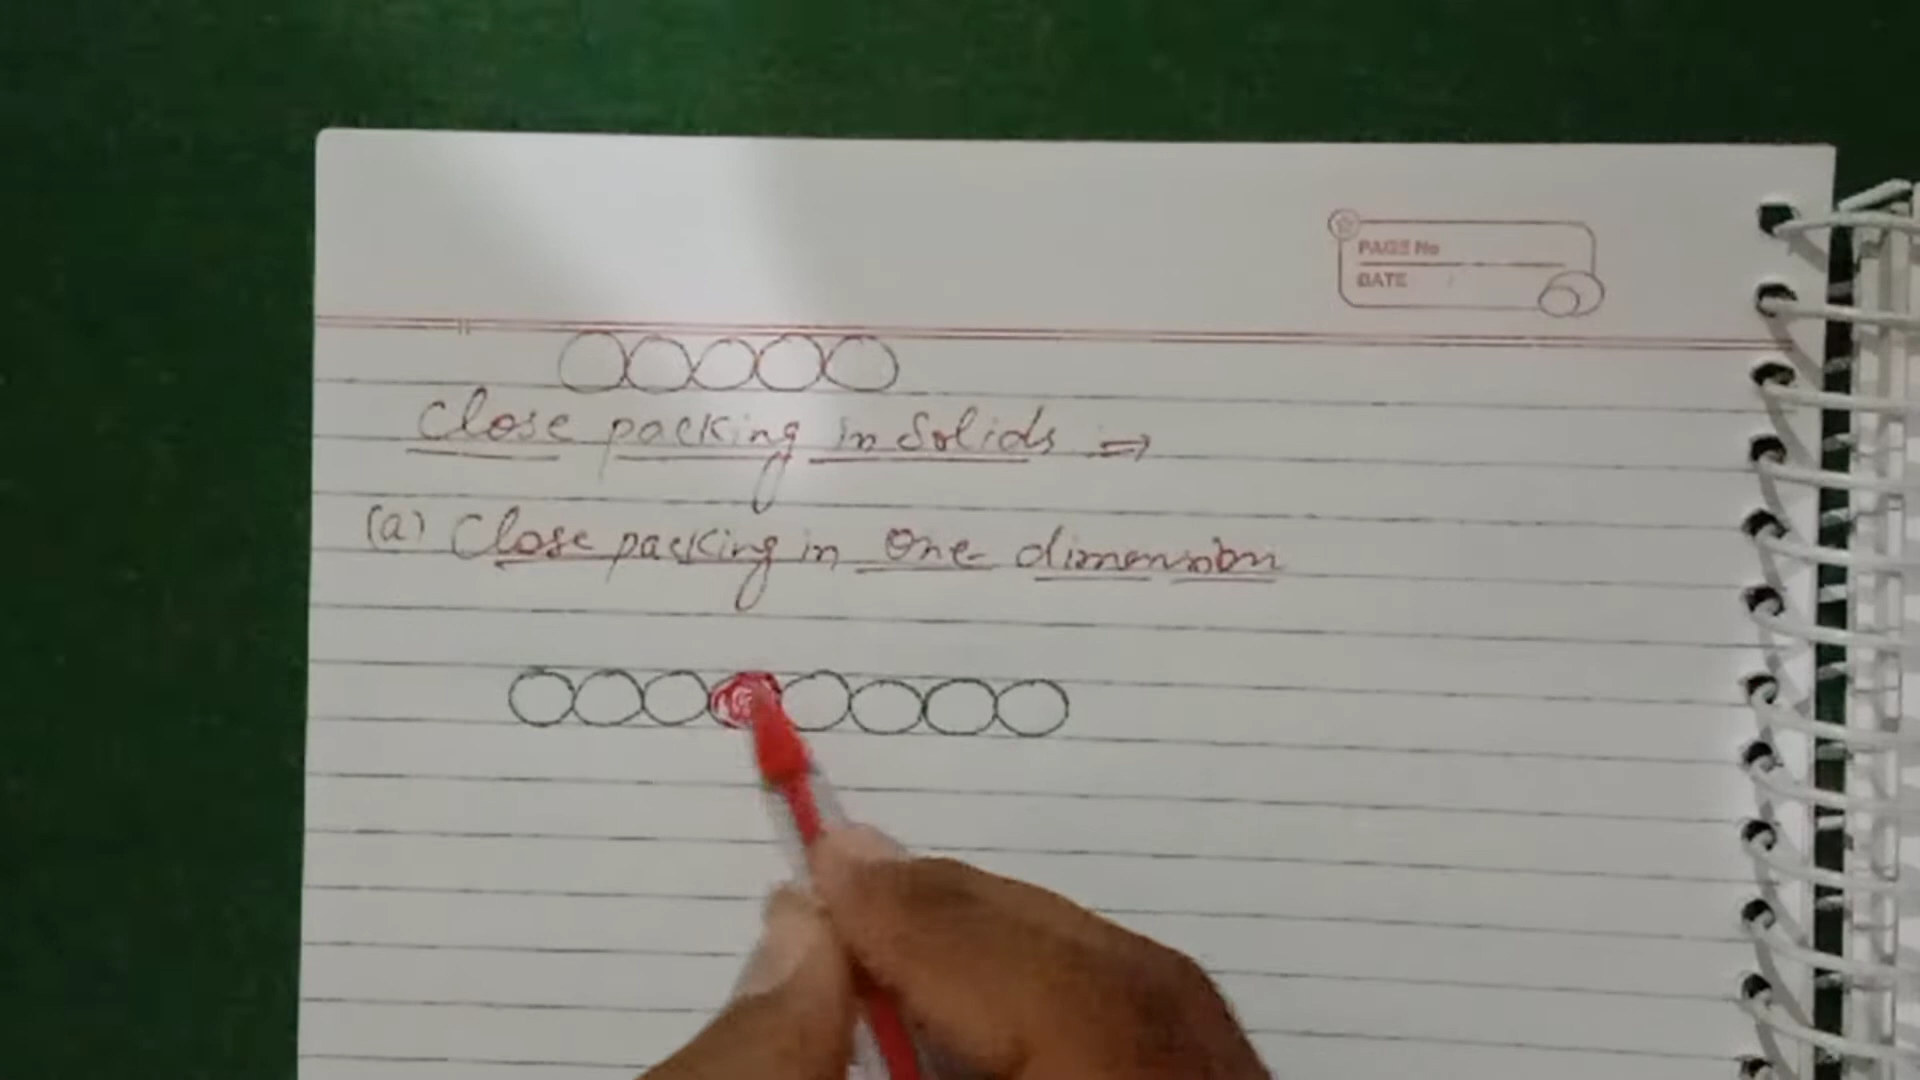 PAGE No
DATE
Close packing in Solids ⇒
(a) Close packing in One dimension